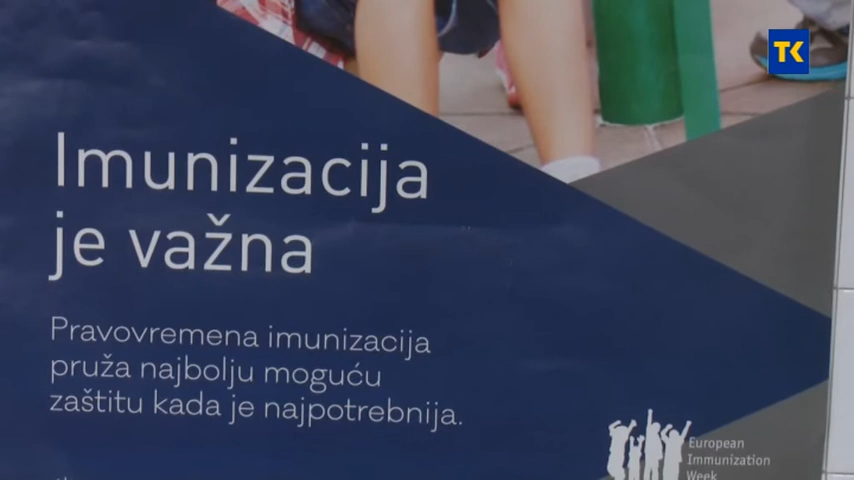 TK
Imunizacija
je važna
Pravovremena imunizacija
pruža najbolju moguću
zaštitu kada je najpotrebnija.
European
Immunization
Week